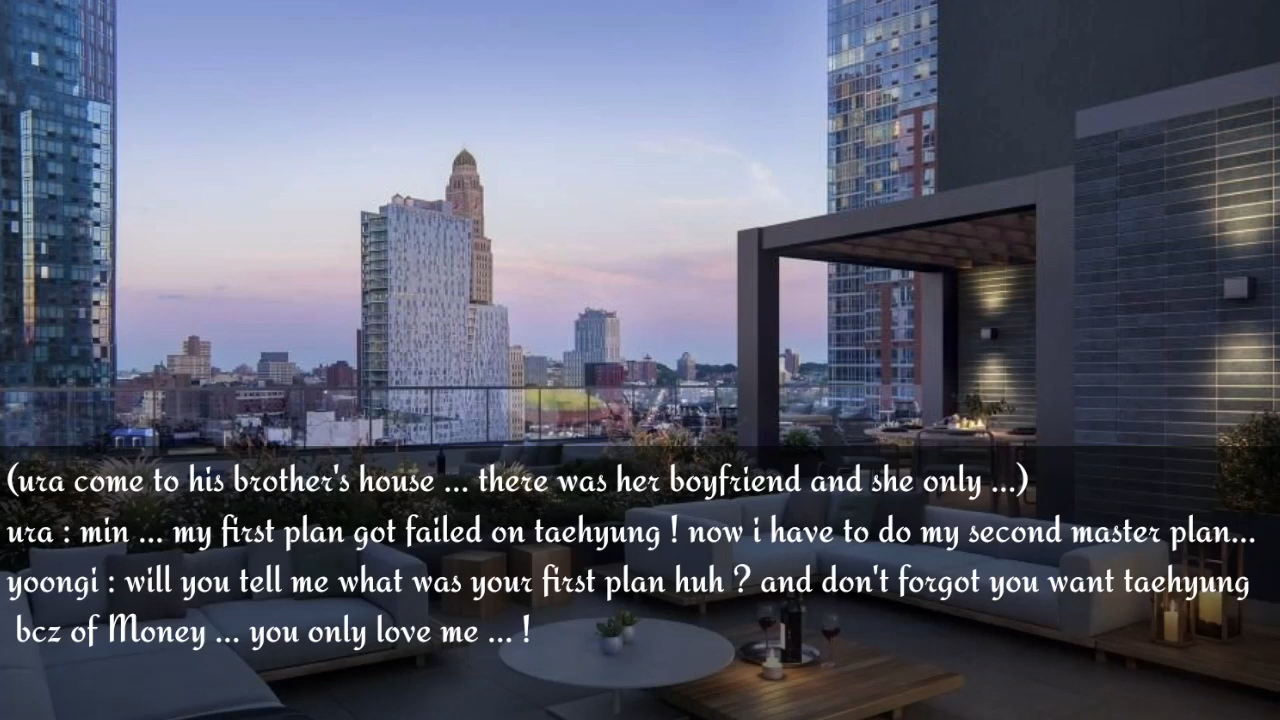 (ura come to his brother's house ... there was her boyfriend and she only ...)
ura : min ... my first plan got failed on taehyung ! now i have to do my second master plan...
yoongi : will you tell me what was your first plan huh ? and don't forgot you want taehyung
bcz of Money ... you only love me ... !